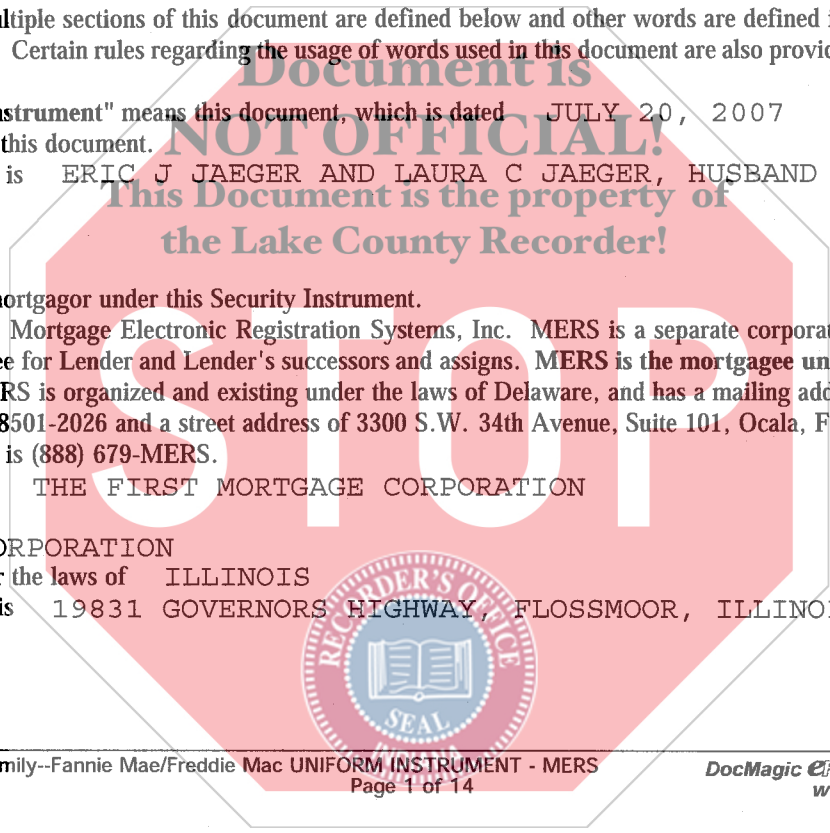 ultiple sections of this document are defined below and other words are defined i
Certain rules regarding the usage of words used in this document are also provid
Document is
nstrument" means this document, which is dated JULY 20, 2007
this document.
NOT OFFICIAL!
is ERIC J JAEGER AND LAURA C JAEGER, HUSBAND
This Document is the property of
the Lake County Recorder!
ortgagor under this Security Instrument.
Mortgage Electronic Registration Systems, Inc. MERS is a separate corporat
ee for Lender and Lender's successors and assigns. MERS is the mortgagee un
RS is organized and existing under the laws of Delaware, and has a mailing add
8501-2026 and a street address of 3300 S.W. 34th Avenue, Suite 101, Ocala, F
is (888) 679-MERS.
STOP
THE FIRST MORTGAGE CORPORATION
ORPORATION
r the laws of ILLINOIS
is 19831 GOVERNORS HIGHWAY, FLOSSMOOR, ILLINOI
RECORDER'S OFFICE
SEAL
INDIANA
mily--Fannie Mae/Freddie Mac UNIFORM INSTRUMENT - MERS
Page 1 of 14
DocMagic
w